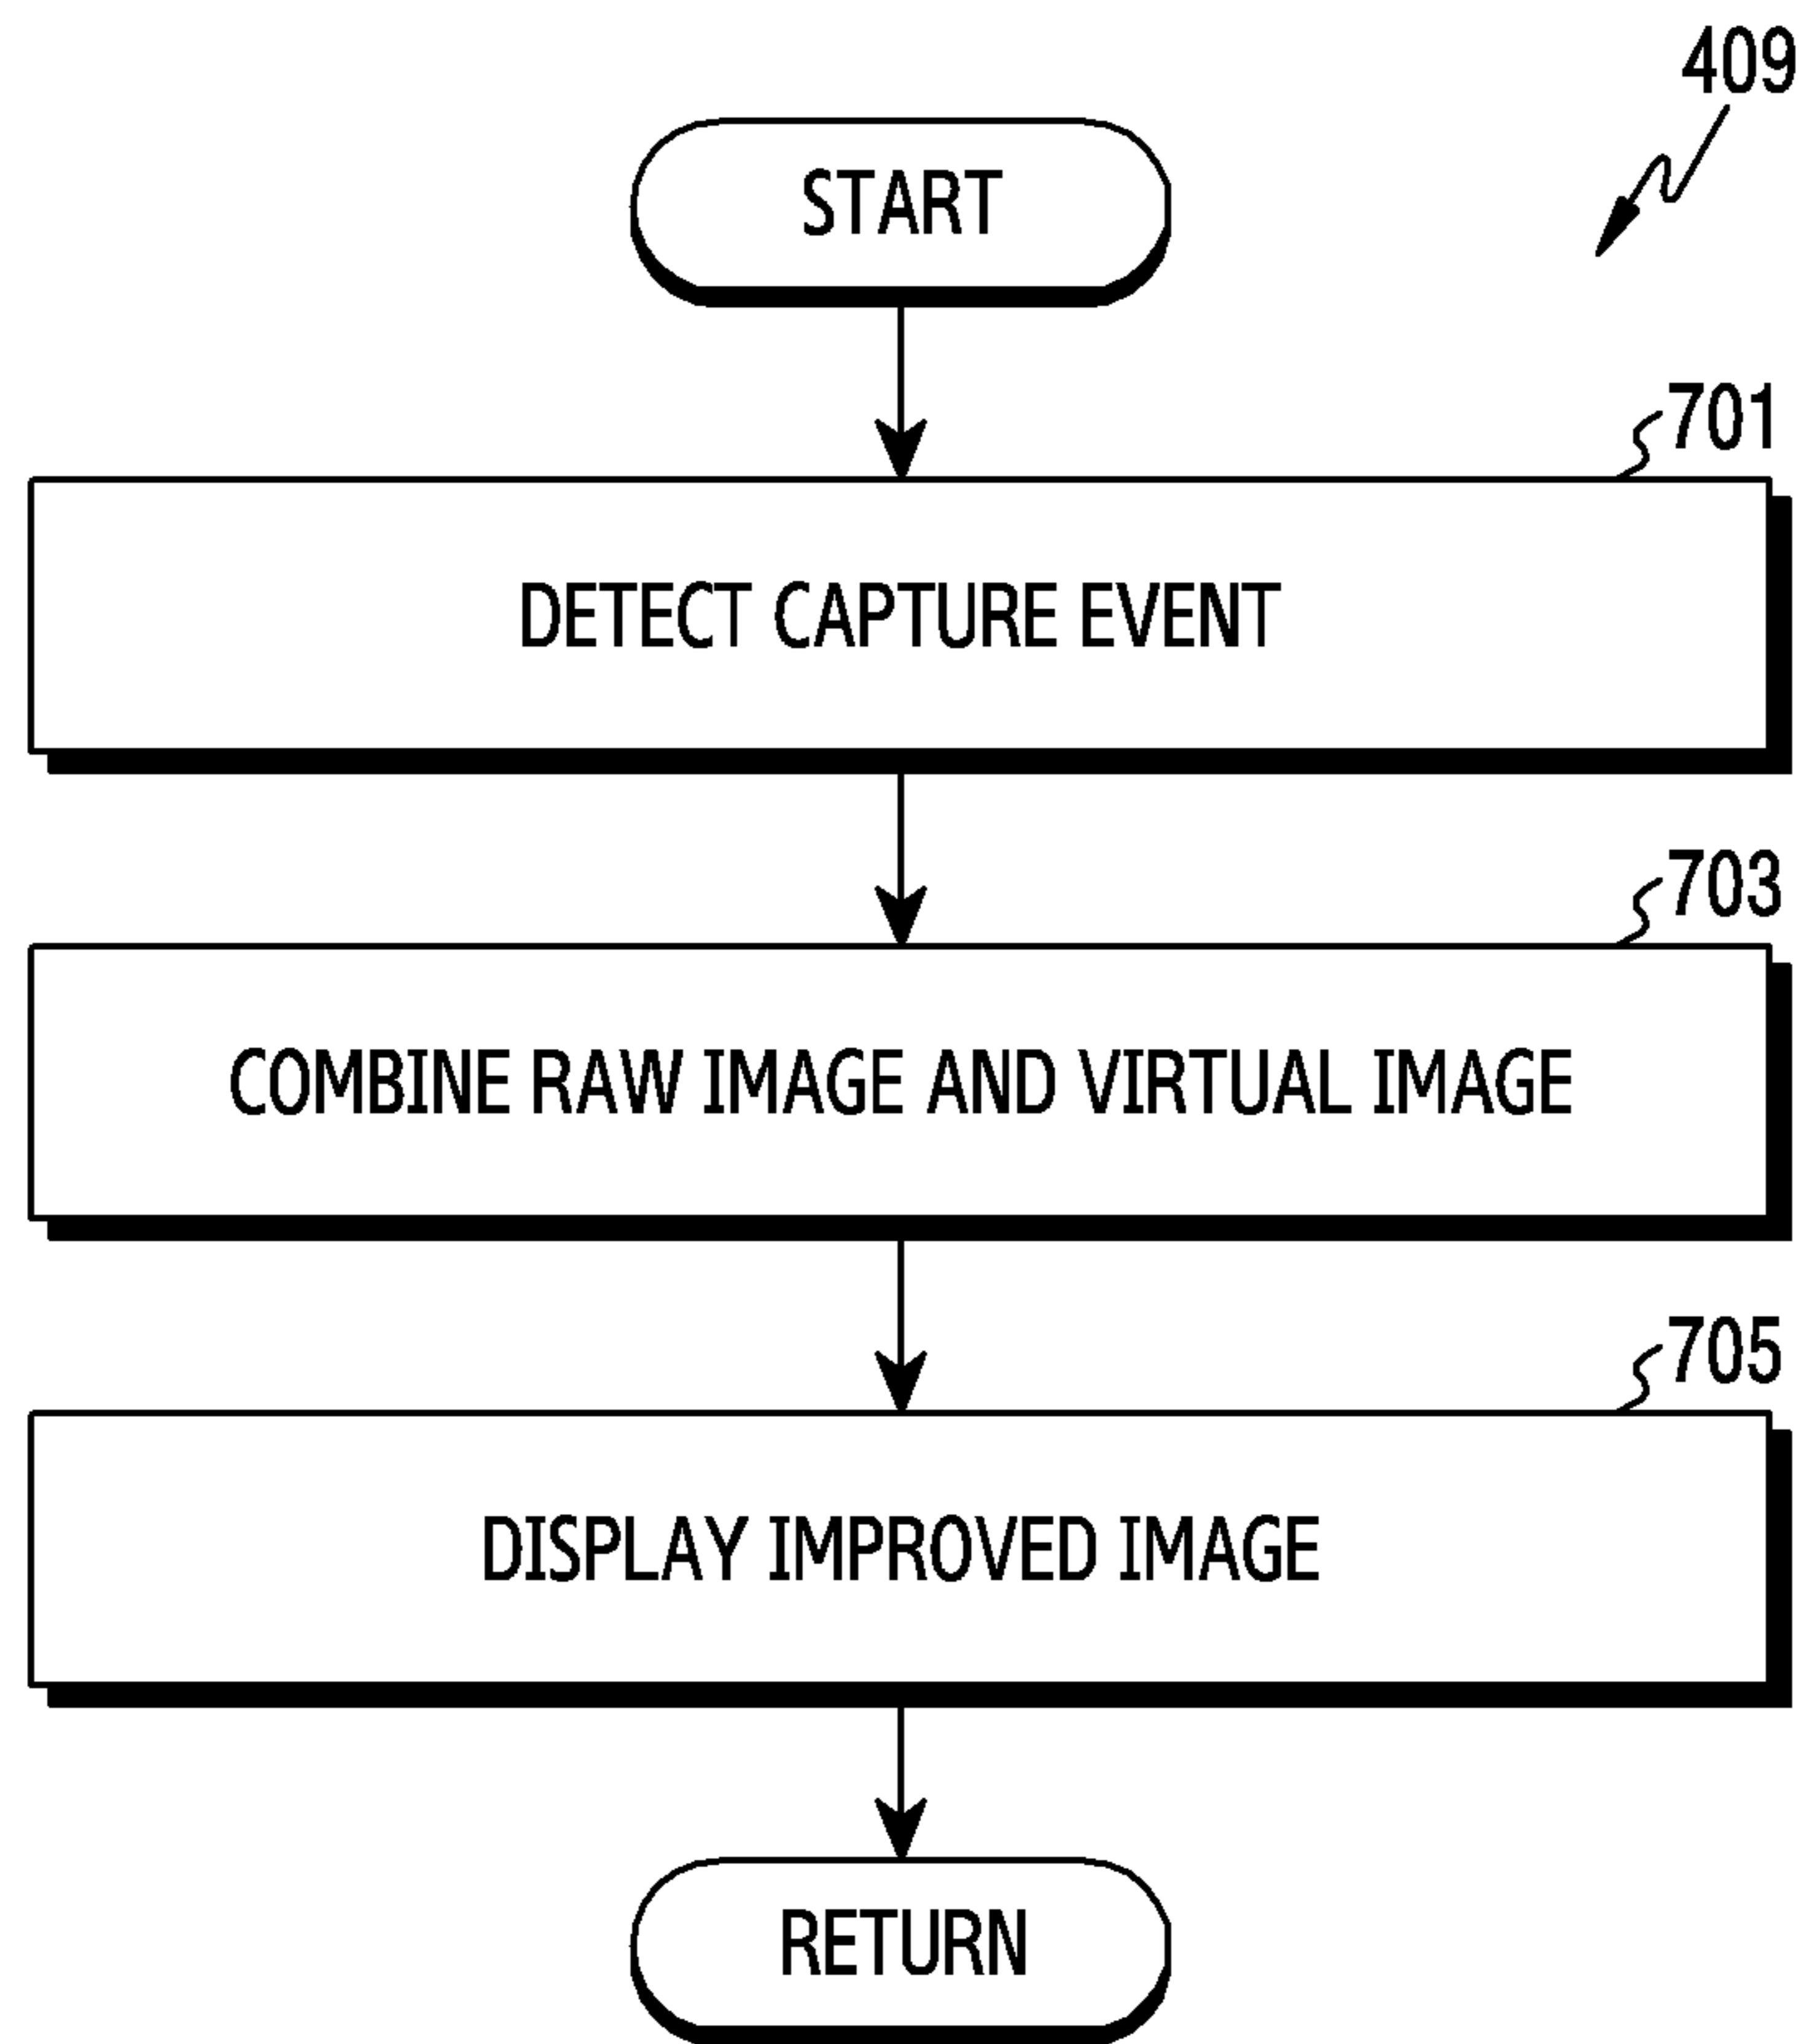 409
START
701
DETECT CAPTURE EVENT
703
COMBINE RAW IMAGE AND VIRTUAL IMAGE
705
DISPLAY IMPROVED IMAGE
RETURN